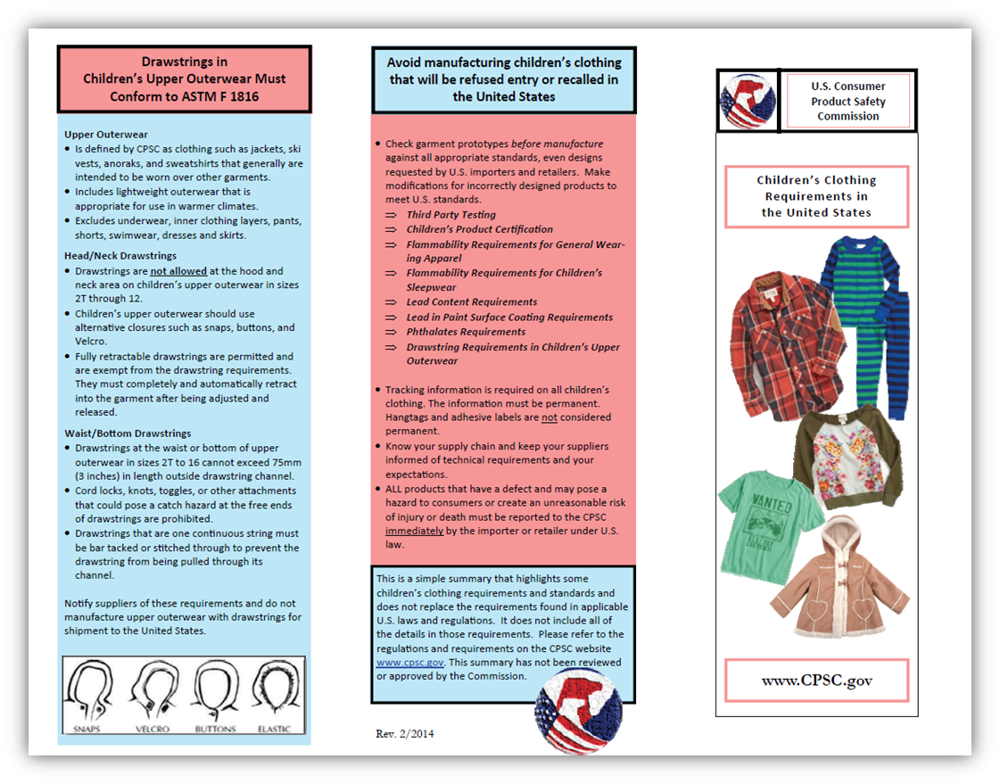 Drawstrings in
Children's Upper Outerwear Must
Conform to ASTM F 1816
Upper Outerwear
• Is defined by CPSC as clothing such as jackets, ski
vests, anoraks, and sweatshirts that generally are
intended to be worn over other garments.
• Includes lightweight outerwear that is
appropriate for use in warmer climates.
• Excludes underwear, inner clothing layers, pants,
shorts, swimwear, dresses and skirts.
Head/Neck Drawstrings
• Drawstrings are not allowed at the hood and
neck area on children's upper outerwear in sizes
2T through 12.
• Children's upper outerwear should use
alternative closures such as snaps, buttons, and
Velcro.
• Fully retractable drawstrings are permitted and
are exempt from the drawstring requirements.
They must completely and automatically retract
into the garment after being adjusted and
released.
Waist/Bottom Drawstrings
• Drawstrings at the waist or bottom of upper
outerwear in sizes 2T to 16 cannot exceed 75mm
(3 inches) in length outside drawstring channel.
• Cord locks, knots, toggles, or other attachments
that could pose a catch hazard at the free ends
of drawstrings are prohibited.
• Drawstrings that are one continuous string must
be bar tacked or stitched through to prevent the
drawstring from being pulled through its
channel.
Notify suppliers of these requirements and do not
manufacture upper outerwear with drawstrings for
shipment to the United States.
SNAPS VELCRO BUTTONS ELASTIC
Avoid manufacturing children's clothing
that will be refused entry or recalled in
the United States
• Check garment prototypes before manufacture
against all appropriate standards, even designs
requested by U.S. importers and retailers. Make
modifications for incorrectly designed products to
meet U.S. standards.
⇒ Third Party Testing
⇒ Children's Product Certification
⇒ Flammability Requirements for General Wear-
ing Apparel
⇒ Flammability Requirements for Children's
Sleepwear
⇒ Lead Content Requirements
⇒ Lead in Paint Surface Coating Requirements
⇒ Phthalates Requirements
⇒ Drawstring Requirements in Children's Upper
Outerwear
• Tracking information is required on all children's
clothing. The information must be permanent.
Hangtags and adhesive labels are not considered
permanent.
• Know your supply chain and keep your suppliers
informed of technical requirements and your
expectations.
• ALL products that have a defect and may pose a
hazard to consumers or create an unreasonable risk
of injury or death must be reported to the CPSC
immediately by the importer or retailer under U.S.
law.
This is a simple summary that highlights some
children's clothing requirements and standards and
does not replace the requirements found in applicable
U.S. laws and regulations. It does not include all of
the details in those requirements. Please refer to the
regulations and requirements on the CPSC website
www.cpsc.gov. This summary has not been reviewed
or approved by the Commission.
Rev. 2/2014
U.S. Consumer
Product Safety
Commission
Children's Clothing
Requirements in
the United States
WANTED
www.CPSC.gov